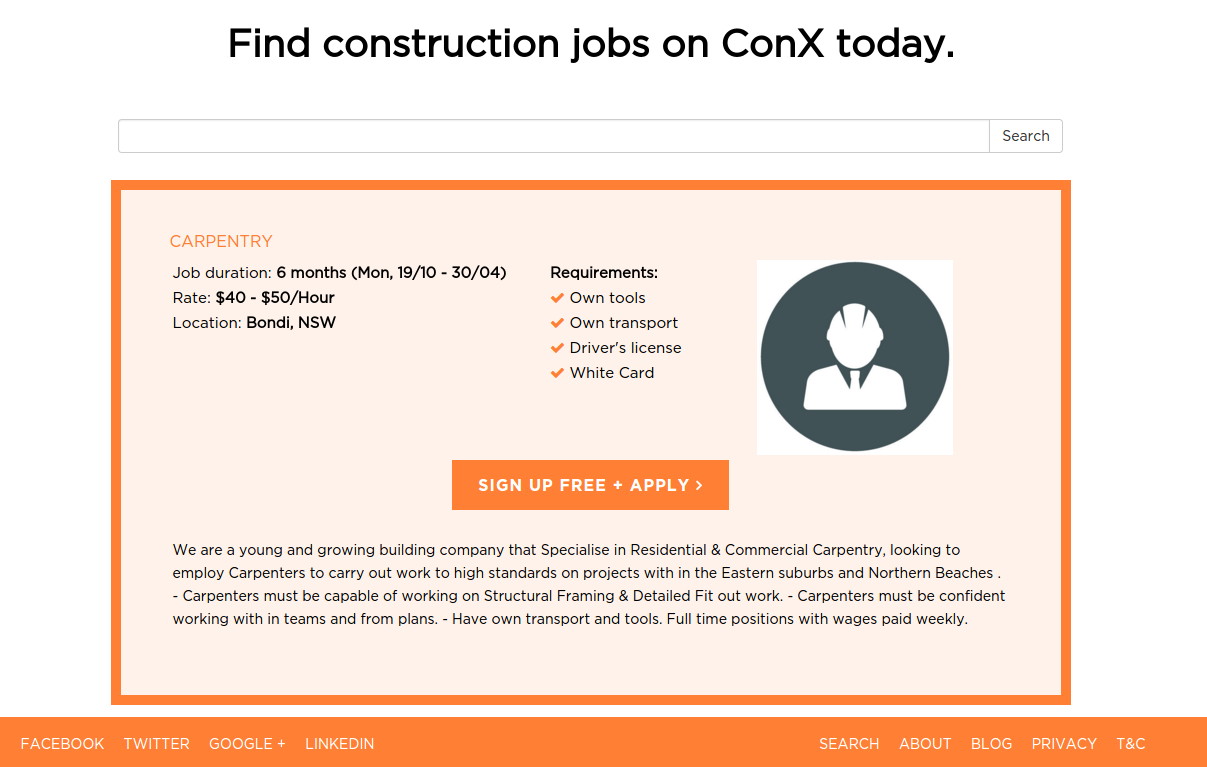 Find construction jobs on ConX today.
Search
CARPENTRY
Job duration: 6 months (Mon, 19/10 - 30/04)
Rate: $40 - $50/Hour
Location: Bondi, NSW
Requirements:
Own tools
Own transport
Driver's license
White Card
SIGN UP FREE + APPLY >
We are a young and growing building company that Specialise in Residential & Commercial Carpentry, looking to
employ Carpenters to carry out work to high standards on projects with in the Eastern suburbs and Northern Beaches .
- Carpenters must be capable of working on Structural Framing & Detailed Fit out work. - Carpenters must be confident
working with in teams and from plans. - Have own transport and tools. Full time positions with wages paid weekly.
FACEBOOK TWITTER GOOGLE + LINKEDIN SEARCH ABOUT BLOG PRIVACY T&C